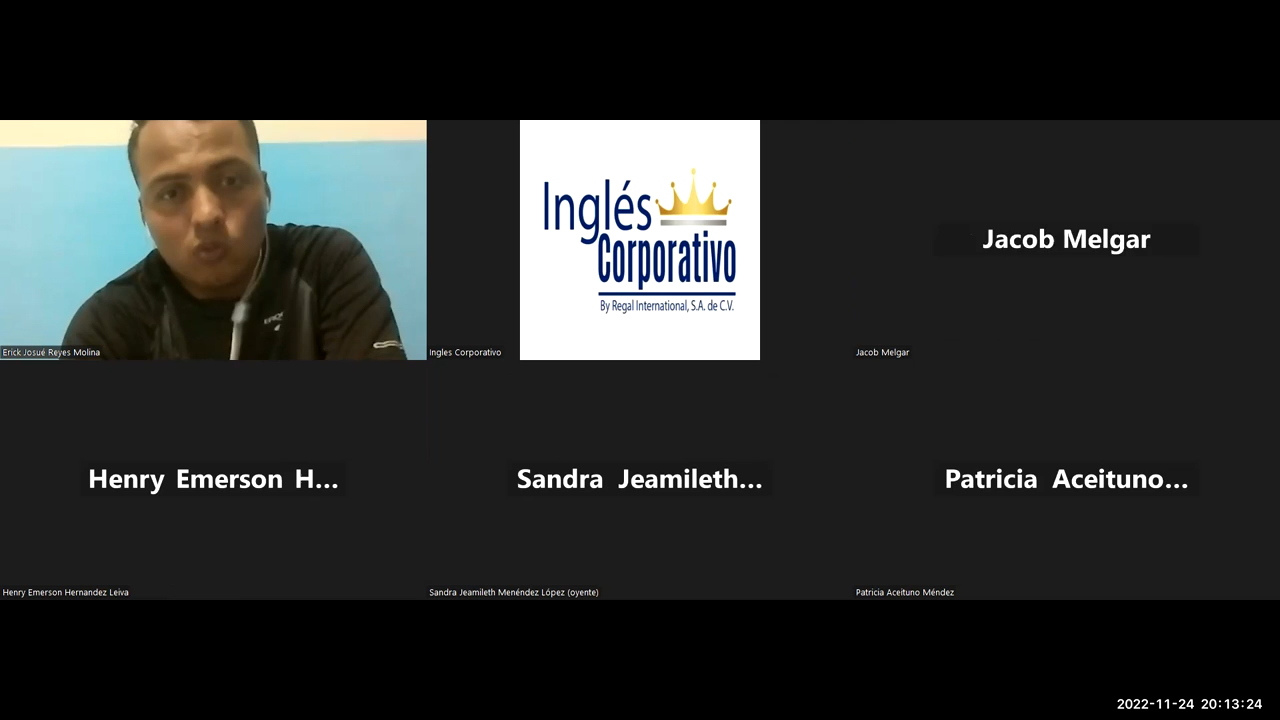 Erick Josué Reyes Molina
Inglés
Corporativo
By Regal International, S.A. de C.V.
Ingles Corporativo
Jacob Melgar
Jacob Melgar
Henry Emerson H...
Henry Emerson Hernandez Leiva
Sandra Jeamileth...
Sandra Jeamileth Menéndez López (oyente)
Patricia Aceituno...
Patricia Aceituno Méndez
2022-11-24 20:13:24